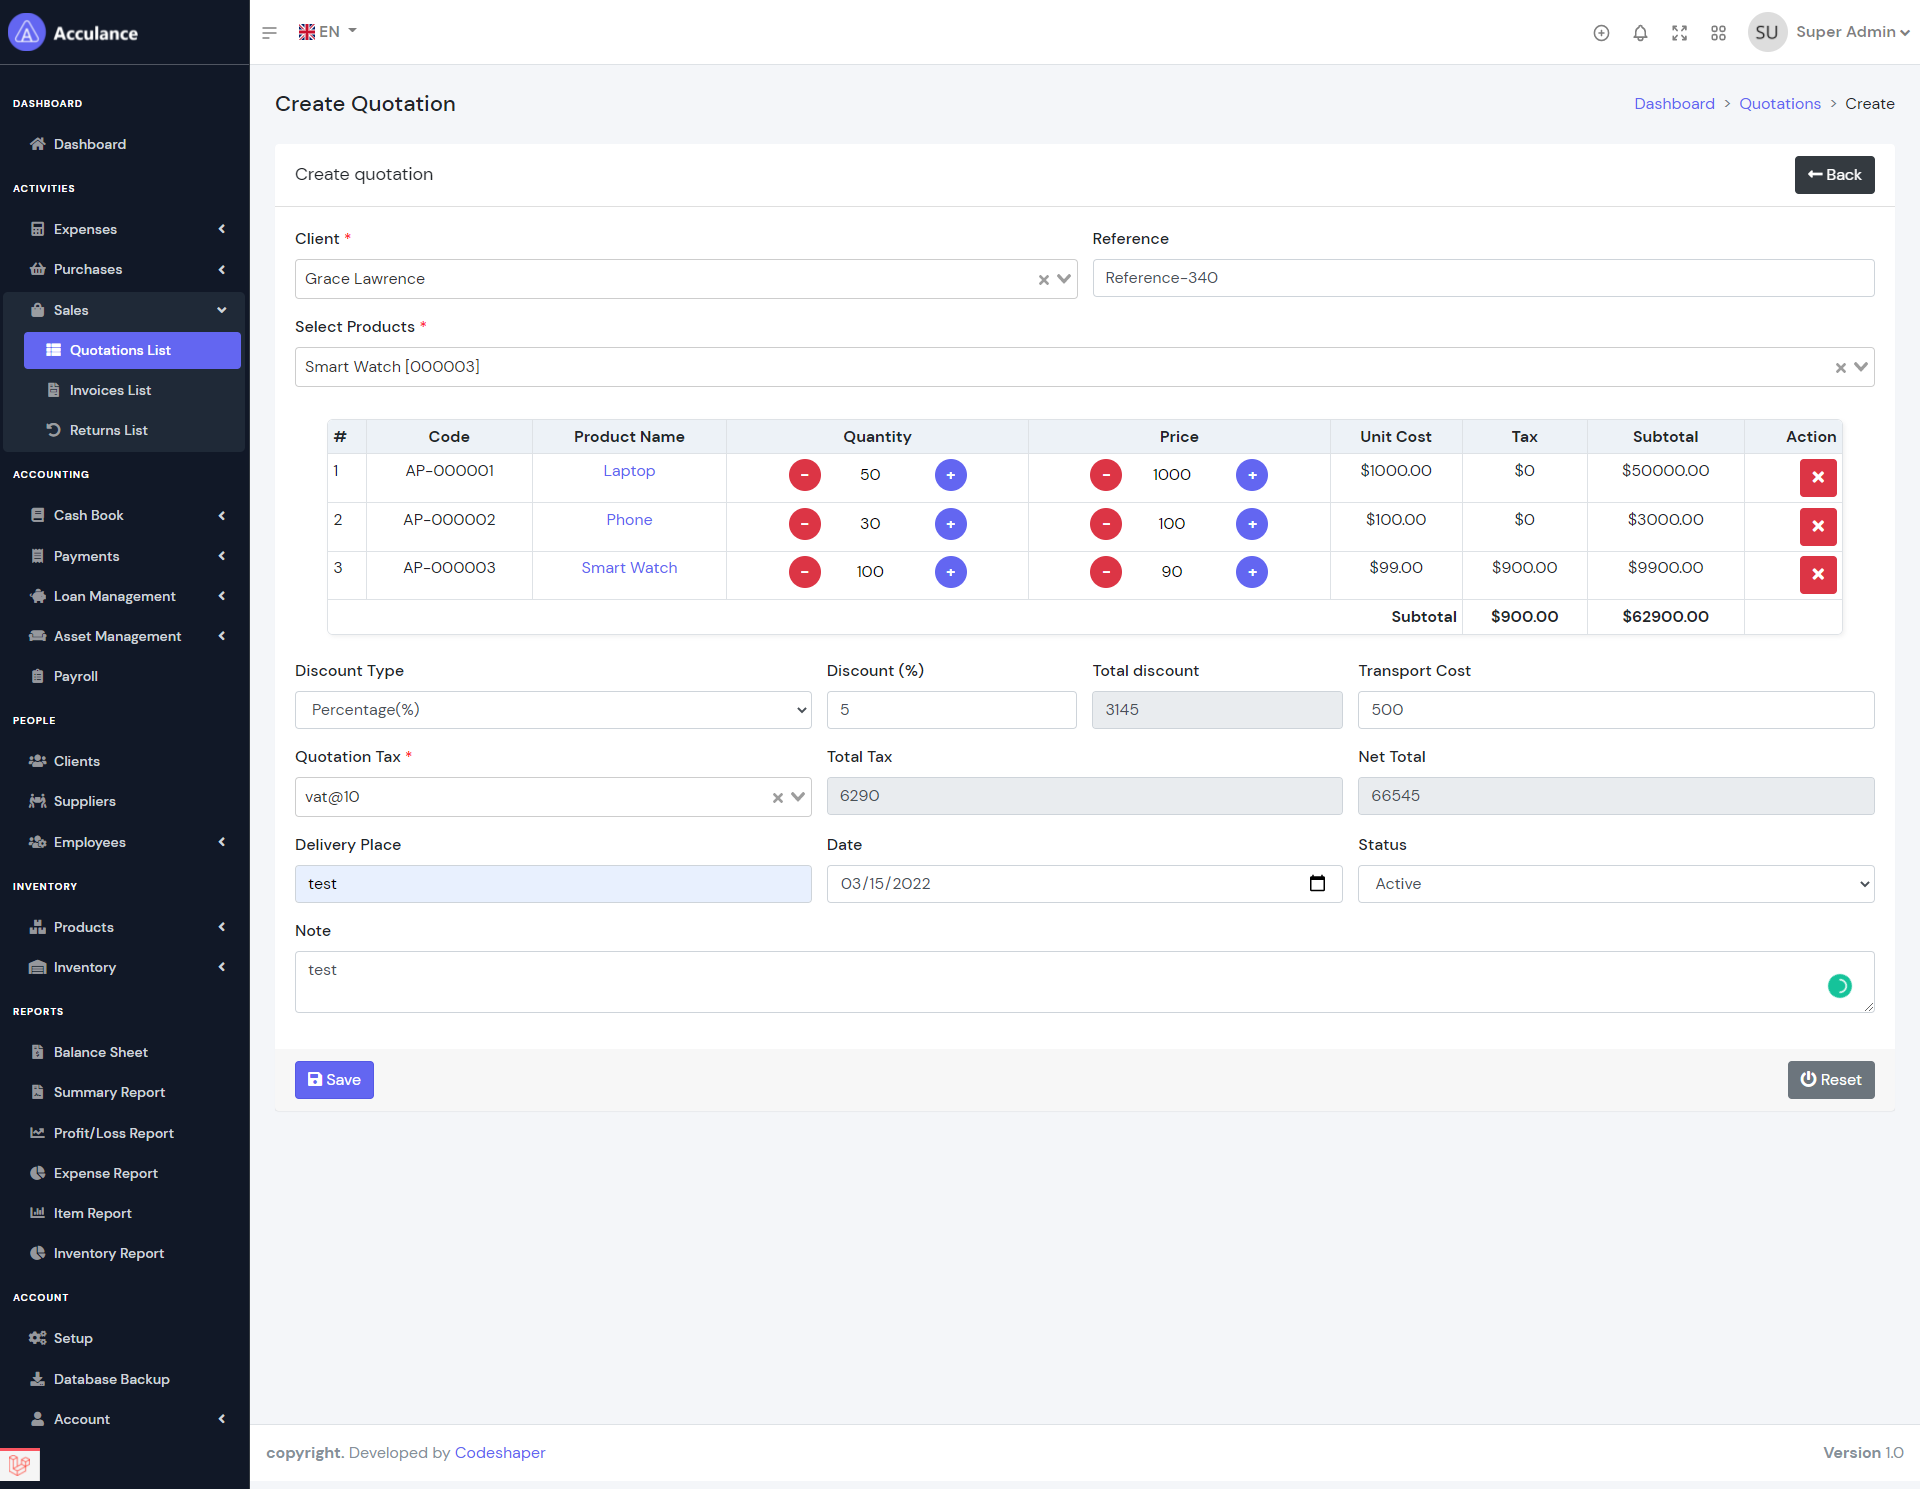 Acculance
EN
SU Super Admin
DASHBOARD
Dashboard
ACTIVITIES
Expenses
Purchases
Sales
Quotations List
Invoices List
Returns List
ACCOUNTING
Cash Book
Payments
Loan Management
Asset Management
Payroll
PEOPLE
Clients
Suppliers
Employees
INVENTORY
Products
Inventory
REPORTS
Balance Sheet
Summary Report
Profit/Loss Report
Expense Report
Item Report
Inventory Report
ACCOUNT
Setup
Database Backup
Account
Create Quotation
Dashboard > Quotations > Create
Create quotation
Back
Client * Reference
Grace Lawrence Reference-340
Select Products *
Smart Watch [000003]
# Code Product Name Quantity Price Unit Cost Tax Subtotal Action
1 AP-000001 Laptop - 50 + - 1000 + $1000.00 $0 $50000.00
2 AP-000002 Phone - 30 + - 100 + $100.00 $0 $3000.00
3 AP-000003 Smart Watch - 100 + - 90 + $99.00 $900.00 $9900.00
Subtotal $900.00 $62900.00
Discount Type Discount (%) Total discount Transport Cost
Percentage(%) 5 3145 500
Quotation Tax * Total Tax Net Total
vat@10 6290 66545
Delivery Place Date Status
test 03/15/2022 Active
Note
test
Save Reset
copyright. Developed by Codeshaper Version 1.0